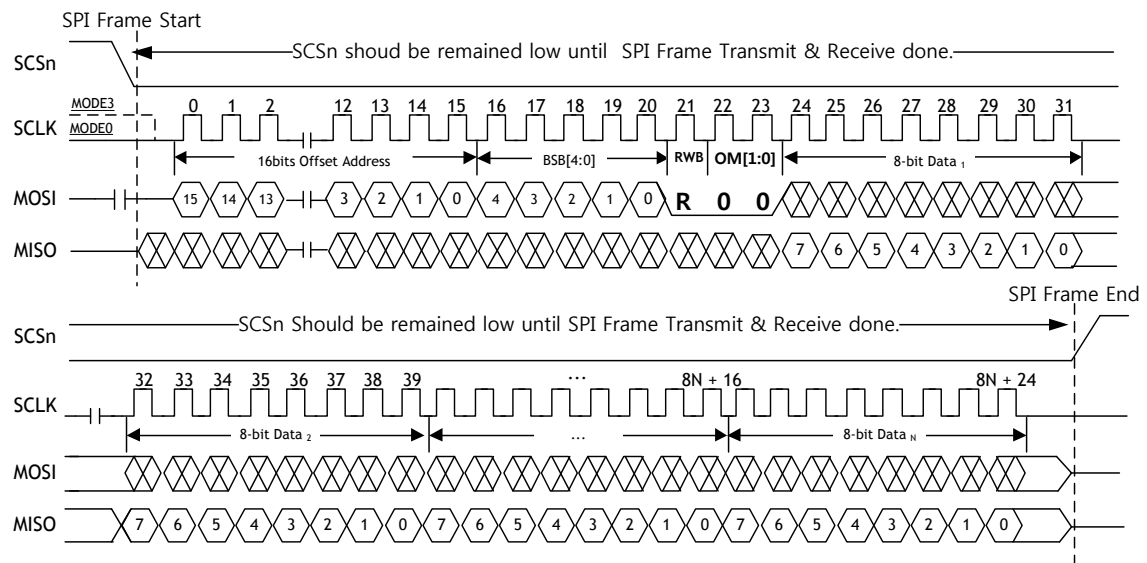 SPI Frame Start
SCSn shoud be remained low until SPI Frame Transmit & Receive done.
SCSn
MODE3
0 1 2 12 13 14 15 16 17 18 19 20 21 22 23 24 25 26 27 28 29 30 31
SCLK
MODE0
16bits Offset Address BSB[4:0] RWB OM[1:0] 8-bit Data 1
MOSI 15 14 13 3 2 1 0 4 3 2 1 0 R 0 0
MISO 7 6 5 4 3 2 1 0
SPI Frame End
SCSn Should be remained low until SPI Frame Transmit & Receive done.
SCSn
32 33 34 35 36 37 38 39 ... 8N + 16 8N + 24
SCLK
8-bit Data 2 ... 8-bit Data N
MOSI
MISO 7 6 5 4 3 2 1 0 7 6 5 4 3 2 1 0 7 6 5 4 3 2 1 0